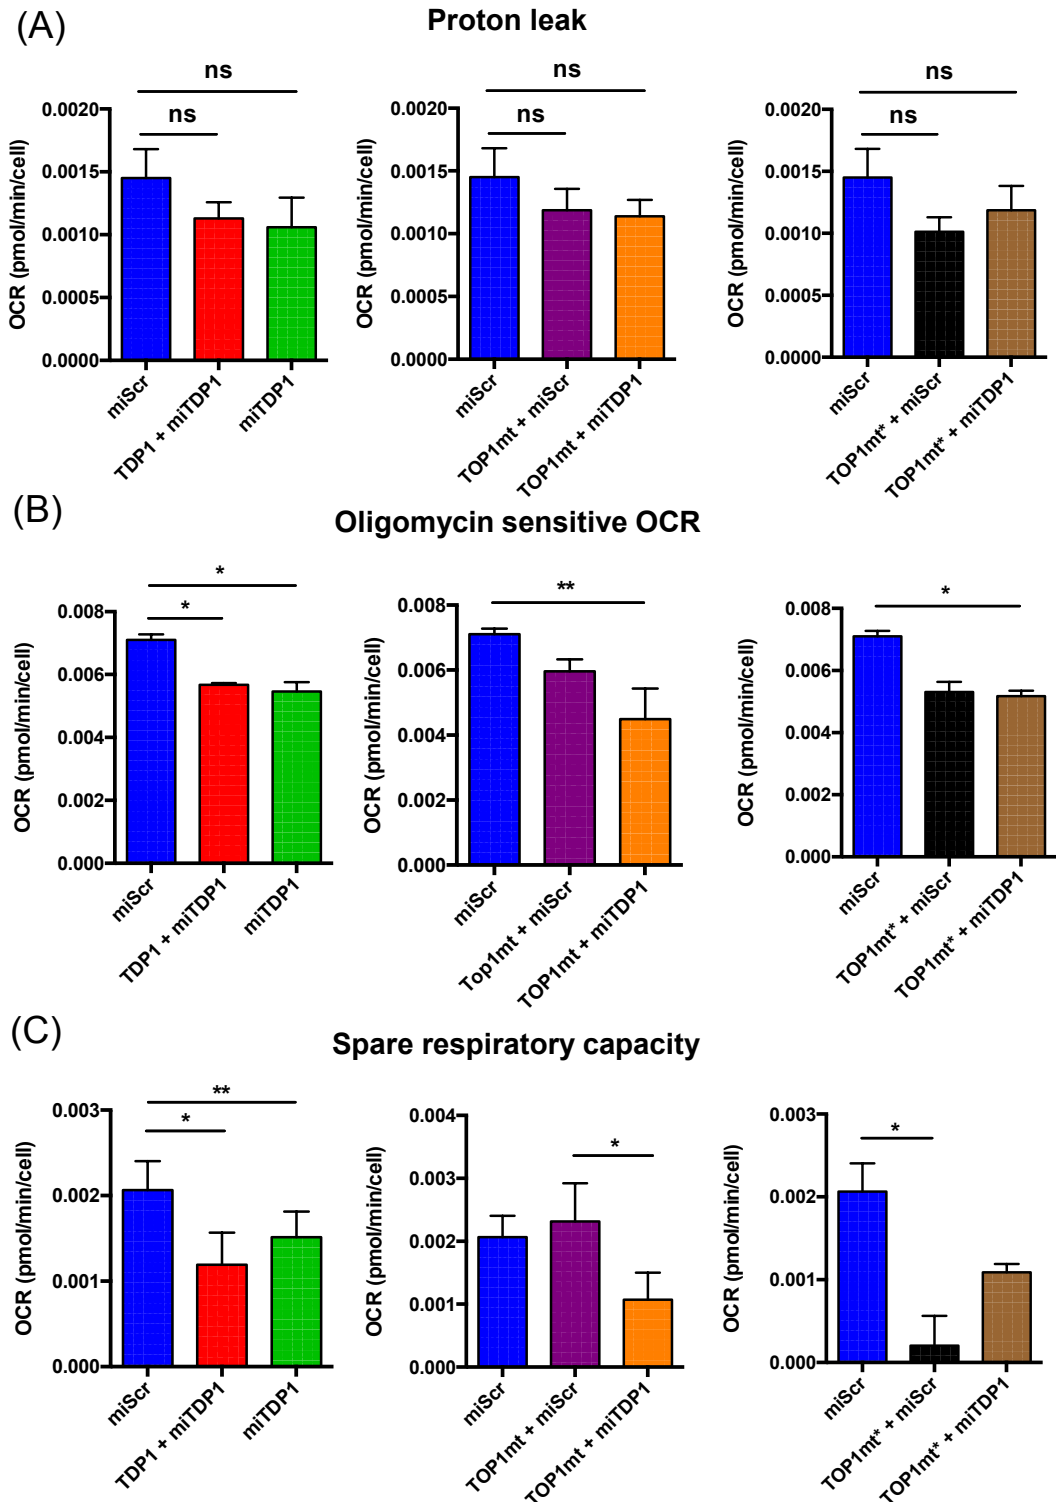 (A)
Proton leak
ns
ns
OCR (pmol/min/cell)
0.0020
0.0015
0.0010
0.0005
0.0000
miScr
TDP1 + miTDP1
miTDP1
ns
ns
OCR (pmol/min/cell)
0.0020
0.0015
0.0010
0.0005
0.0000
miScr
TOP1mt + miScr
TOP1mt + miTDP1
ns
ns
OCR (pmol/min/cell)
0.0020
0.0015
0.0010
0.0005
0.0000
miScr
TOP1mt* + miScr
TOP1mt* + miTDP1
(B)
Oligomycin sensitive OCR
*
*
OCR (pmol/min/cell)
0.008
0.006
0.004
0.002
0.000
miScr
TDP1 + miTDP1
miTDP1
**
OCR (pmol/min/cell)
0.008
0.006
0.004
0.002
0.000
miScr
Top1mt + miScr
TOP1mt + miTDP1
*
OCR (pmol/min/cell)
0.008
0.006
0.004
0.002
0.000
miScr
TOP1mt* + miScr
TOP1mt* + miTDP1
(C)
Spare respiratory capacity
**
*
OCR (pmol/min/cell)
0.003
0.002
0.001
0.000
miScr
TDP1 + miTDP1
miTDP1
*
OCR (pmol/min/cell)
0.004
0.003
0.002
0.001
0.000
miScr
TOP1mt + miScr
TOP1mt + miTDP1
*
OCR (pmol/min/cell)
0.003
0.002
0.001
0.000
miScr
TOP1mt* + miScr
TOP1mt* + miTDP1